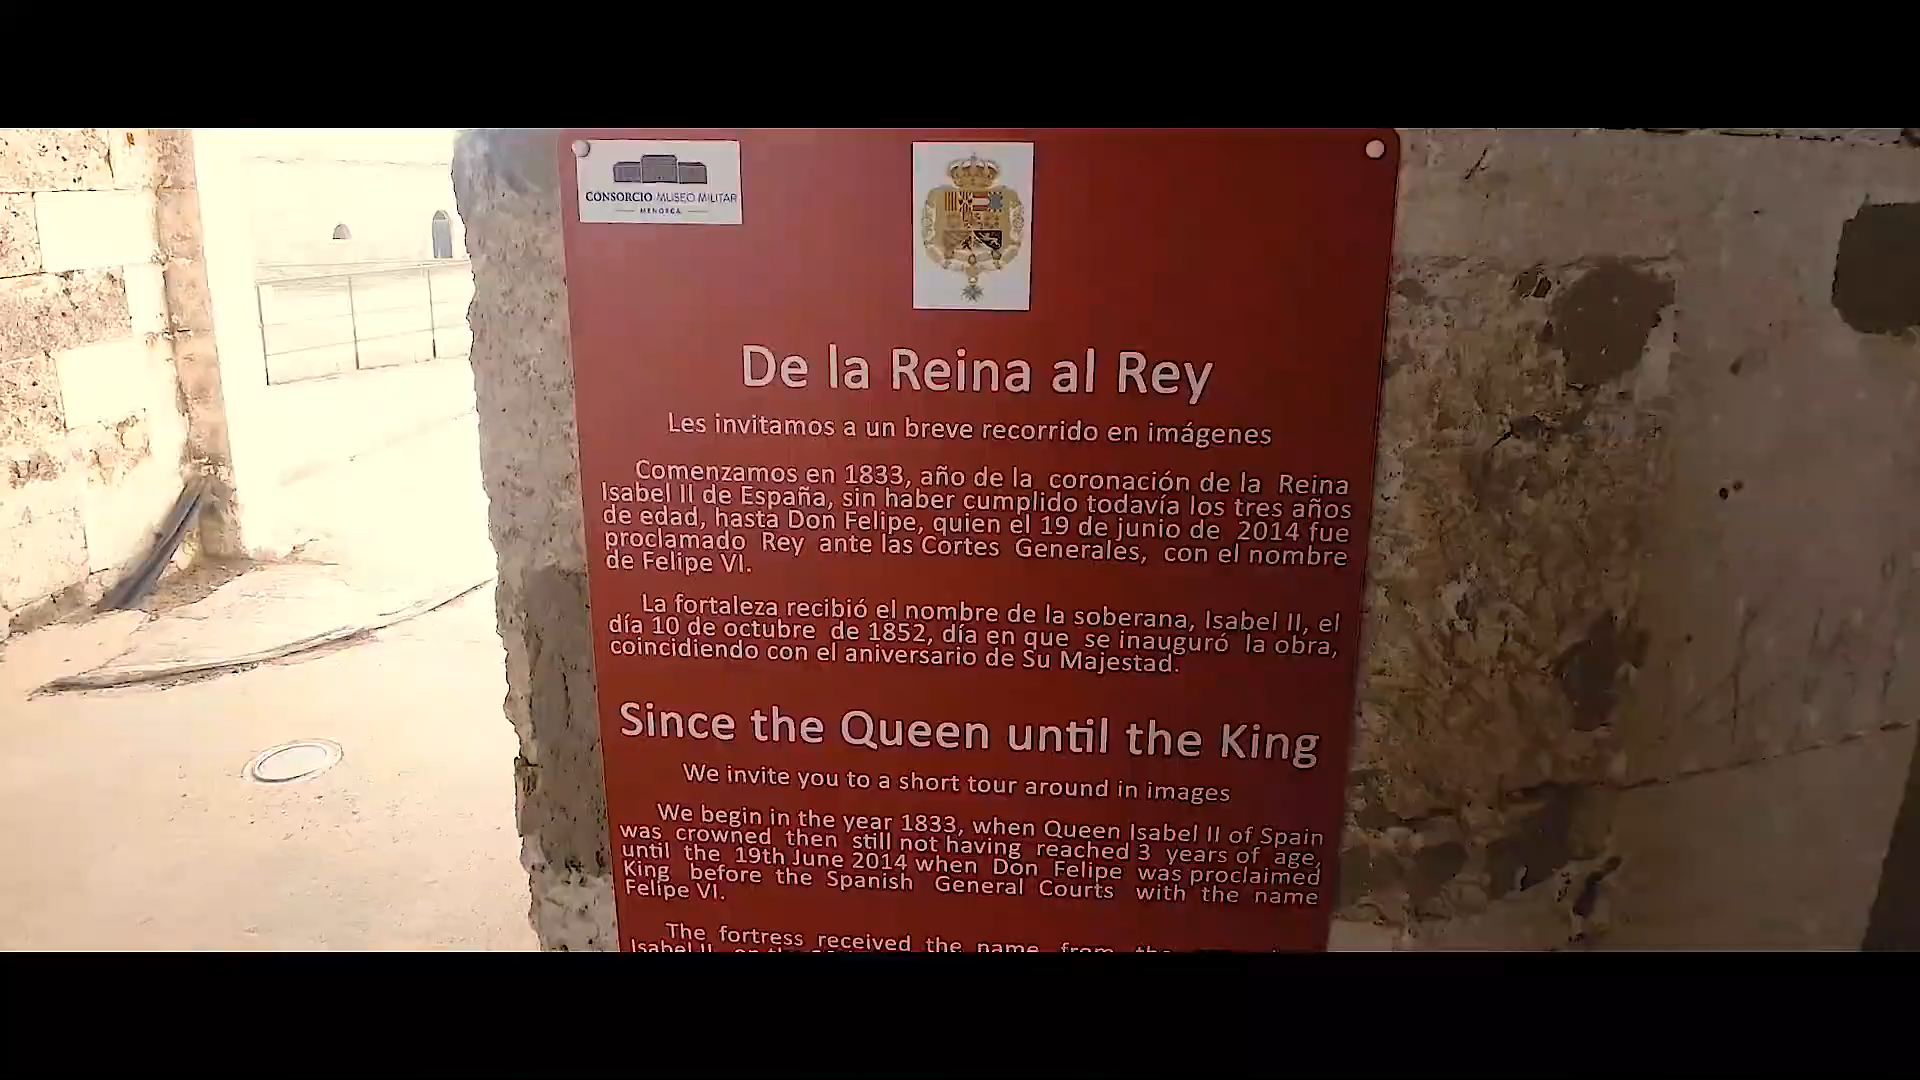 CONSORCIO MUSEO MILITAR
MENORCA
De la Reina al Rey
Les invitamos a un breve recorrido en imágenes
Comenzamos en 1833, año de la coronación de la Reina
Isabel II de España, sin haber cumplido todavía los tres años
de edad, hasta Don Felipe, quien el 19 de junio de 2014 fue
proclamado Rey ante las Cortes Generales, con el nombre
de Felipe VI.
La fortaleza recibió el nombre de la soberana, Isabel II, el
día 10 de octubre de 1852, día en que se inauguró la obra,
coincidiendo con el aniversario de Su Majestad.
Since the Queen until the King
We invite you to a short tour around in images
We begin in the year 1833, when Queen Isabel II of Spain
was crowned then still not having reached 3 years of age,
until the 19th June 2014 when Don Felipe was proclaimed
King before the Spanish General Courts with the name
Felipe VI.
The fortress received the name from the
Isabel II